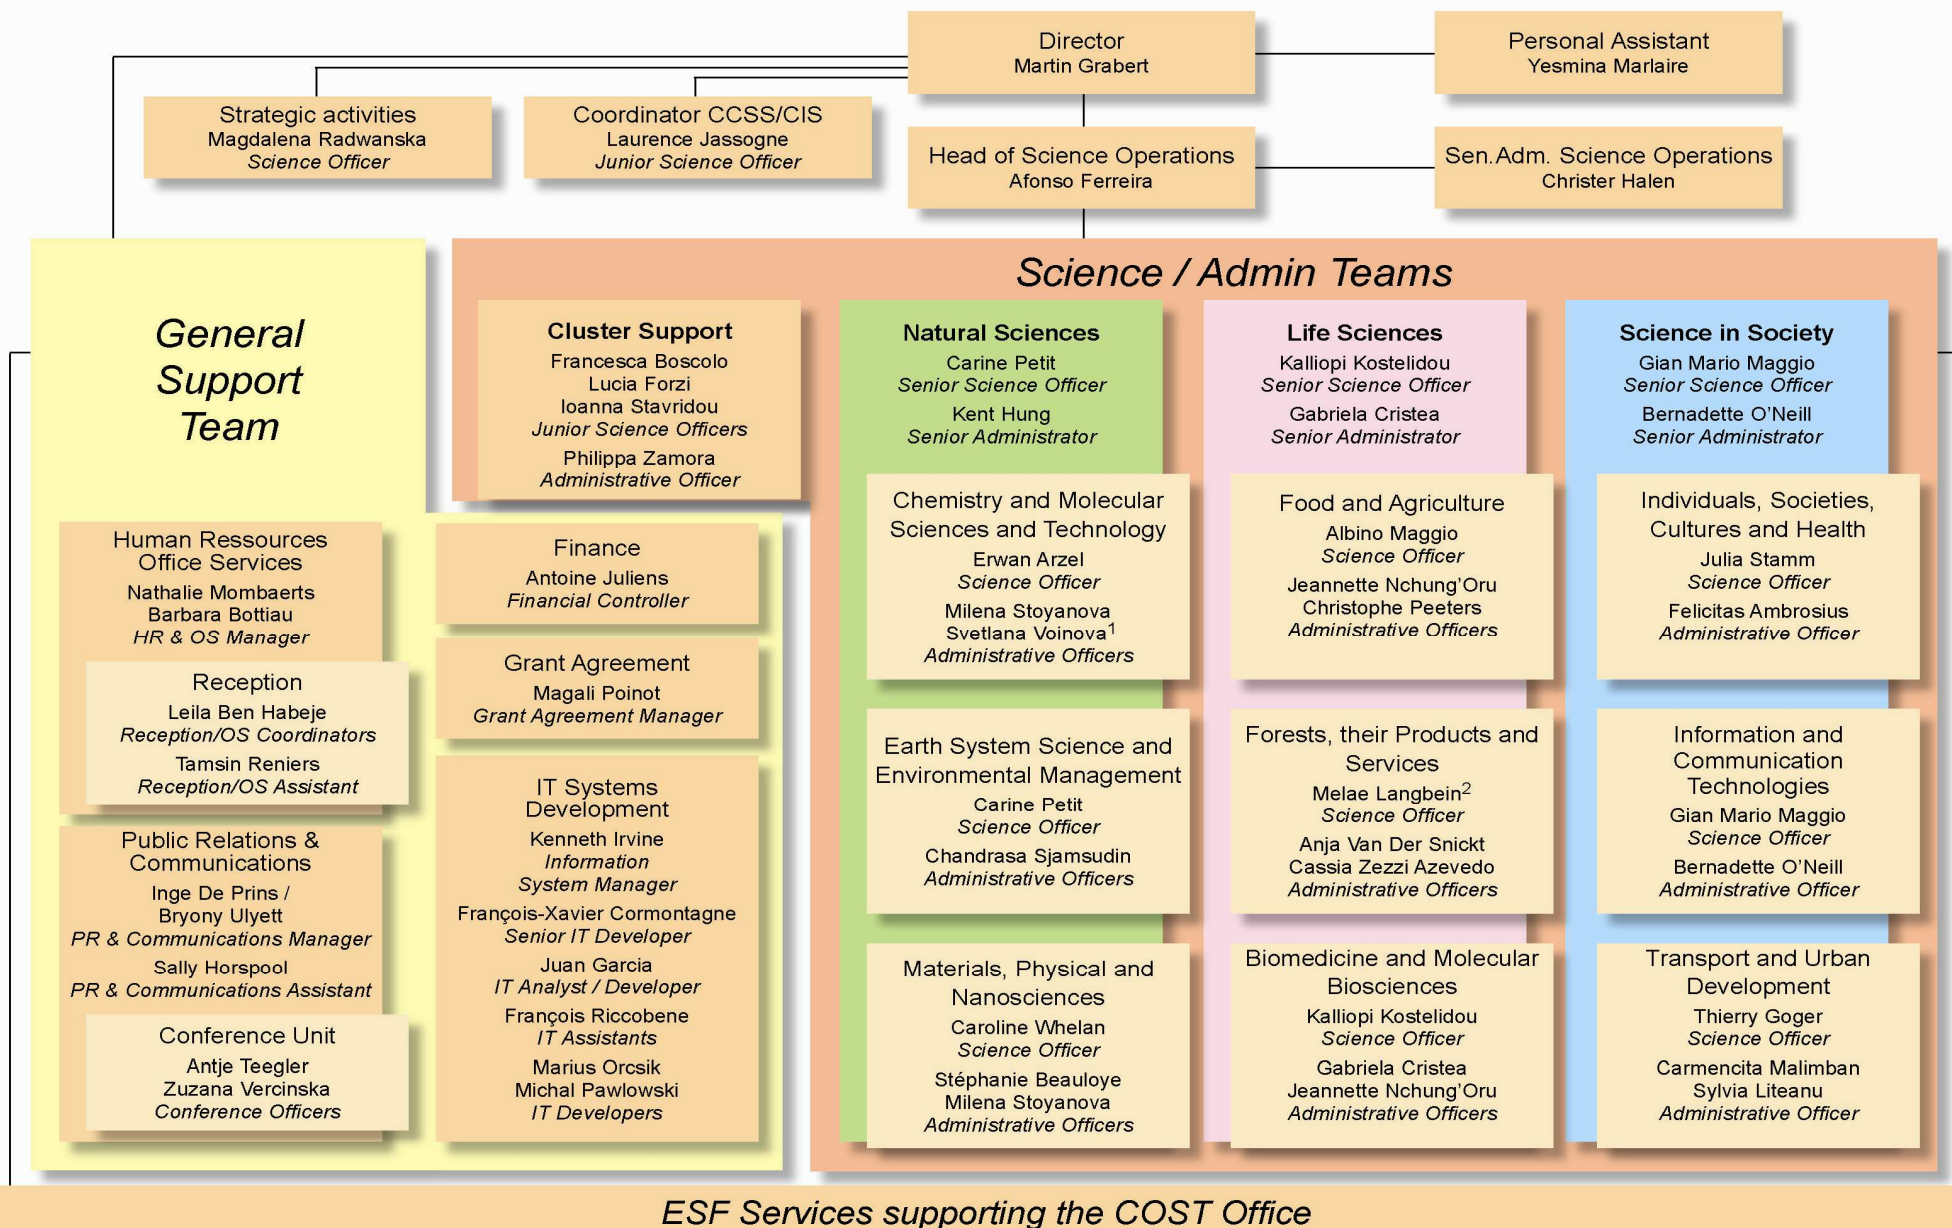 Director
Martin Grabert
Personal Assistant
Yesmina Marlaire
Strategic activities
Magdalena Radwanska
Science Officer
Coordinator CCSS/CIS
Laurence Jassogne
Junior Science Officer
Head of Science Operations
Afonso Ferreira
Sen.Adm. Science Operations
Christer Halen
General
Support
Team
Human Ressources
Office Services
Nathalie Mombaerts
Barbara Bottiau
HR & OS Manager
Reception
Leila Ben Habeje
Reception/OS Coordinators
Tamsin Reniers
Reception/OS Assistant
Public Relations &
Communications
Inge De Prins /
Bryony Ulyett
PR & Communications Manager
Sally Horspool
PR & Communications Assistant
Conference Unit
Antje Teegler
Zuzana Vercinska
Conference Officers
Finance
Antoine Juliens
Financial Controller
Grant Agreement
Magali Poinot
Grant Agreement Manager
IT Systems
Development
Kenneth Irvine
Information
System Manager
François-Xavier Cormontagne
Senior IT Developer
Juan Garcia
IT Analyst / Developer
François Riccobene
IT Assistants
Marius Orcsik
Michal Pawlowski
IT Developers
Science / Admin Teams
Cluster Support
Francesca Boscolo
Lucia Forzi
Ioanna Stavridou
Junior Science Officers
Philippa Zamora
Administrative Officer
Natural Sciences
Carine Petit
Senior Science Officer
Kent Hung
Senior Administrator
Chemistry and Molecular
Sciences and Technology
Erwan Arzel
Science Officer
Milena Stoyanova
Svetlana Voinova1
Administrative Officers
Earth System Science and
Environmental Management
Carine Petit
Science Officer
Chandrasa Sjamsudin
Administrative Officers
Materials, Physical and
Nanosciences
Caroline Whelan
Science Officer
Stéphanie Beauloye
Milena Stoyanova
Administrative Officers
Life Sciences
Kalliopi Kostelidou
Senior Science Officer
Gabriela Cristea
Senior Administrator
Food and Agriculture
Albino Maggio
Science Officer
Jeannette Nchung'Oru
Christophe Peeters
Administrative Officers
Forests, their Products and
Services
Melae Langbein2
Science Officer
Anja Van Der Snickt
Cassia Zezzi Azevedo
Administrative Officers
Biomedicine and Molecular
Biosciences
Kalliopi Kostelidou
Science Officer
Gabriela Cristea
Jeannette Nchung'Oru
Administrative Officers
Science in Society
Gian Mario Maggio
Senior Science Officer
Bernadette O'Neill
Senior Administrator
Individuals, Societies,
Cultures and Health
Julia Stamm
Science Officer
Felicitas Ambrosius
Administrative Officer
Information and
Communication
Technologies
Gian Mario Maggio
Science Officer
Bernadette O'Neill
Administrative Officer
Transport and Urban
Development
Thierry Goger
Science Officer
Carmencita Malimban
Sylvia Liteanu
Administrative Officer
ESF Services supporting the COST Office